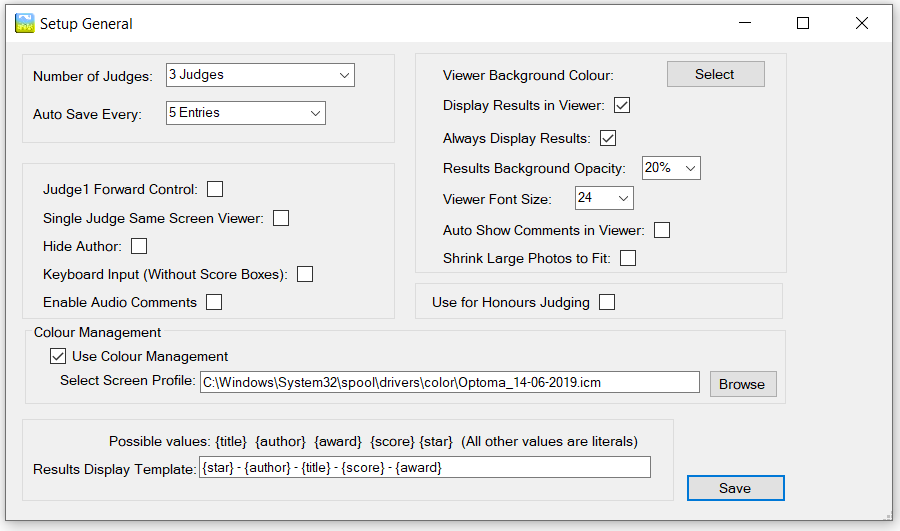 Setup General
Number of Judges: 3 Judges
Auto Save Every: 5 Entries
Judge1 Forward Control:
Single Judge Same Screen Viewer:
Hide Author:
Keyboard Input (Without Score Boxes):
Enable Audio Comments
Viewer Background Colour: Select
Display Results in Viewer:
Always Display Results:
Results Background Opacity: 20%
Viewer Font Size: 24
Auto Show Comments in Viewer:
Shrink Large Photos to Fit:
Use for Honours Judging
Colour Management
Use Colour Management
Select Screen Profile: C:\Windows\System32\spool\drivers\color\Optoma_14-06-2019.icm Browse
Possible values: {title} {author} {award} {score} {star} (All other values are literals)
Results Display Template: {star} - {author} - {title} - {score} - {award}
Save